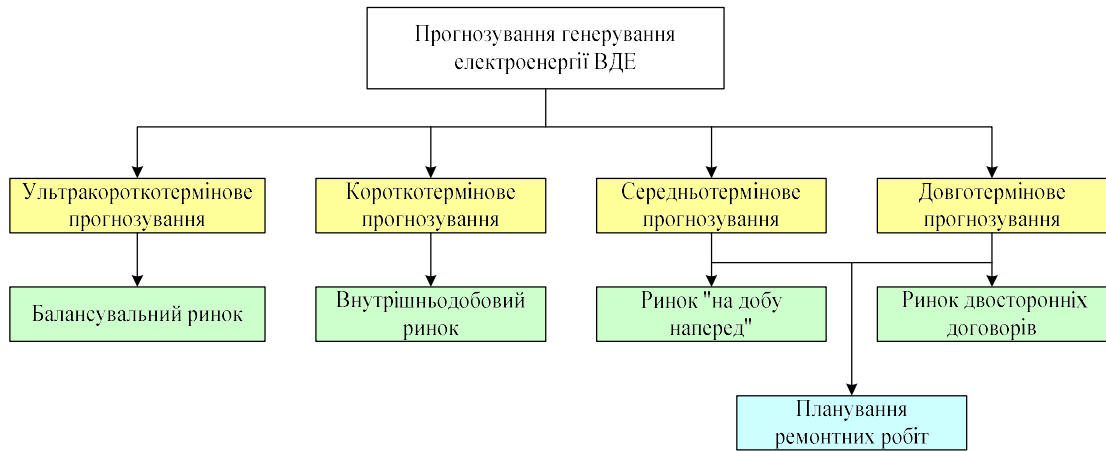 Прогнозування генерування
електроенергії ВДЕ
Ультракороткотермінове
прогнозування
Короткотермінове
прогнозування
Середньотермінове
прогнозування
Довготермінове
прогнозування
Балансувальний ринок
Внутрішньодобовий
ринок
Ринок "на добу
наперед"
Ринок двосторонніх
договорів
Планування
ремонтних робіт